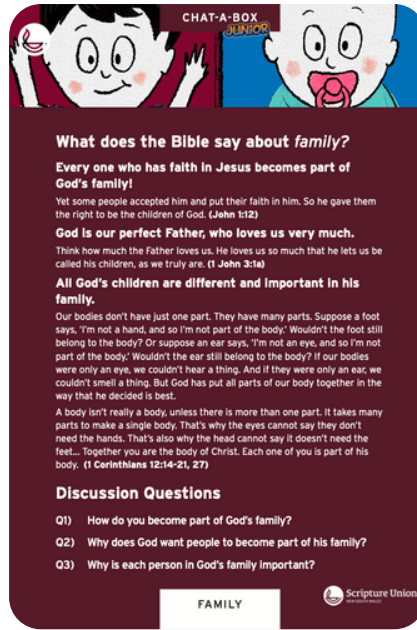 CHAT-A-BOX
JUNIOR
What does the Bible say about family?
Every one who has faith in Jesus becomes part of
God's family!
Yet some people accepted him and put their faith in him. So he gave them
the right to be the children of God. (John 1:12)
God is our perfect Father, who loves us very much.
Think how much the Father loves us. He loves us so much that he lets us be
called his children, as we truly are. (1 John 3:1a)
All God's children are different and important in his
family.
Our bodies don't have just one part. They have many parts. Suppose a foot
says, 'I'm not a hand, and so I'm not part of the body.' Wouldn't the foot still
belong to the body? Or suppose an ear says, 'I'm not an eye, and so I'm not
part of the body.' Wouldn't the ear still belong to the body? If our bodies
were only an eye, we couldn't hear a thing. And if they were only an ear, we
couldn't smell a thing. But God has put all parts of our body together in the
way that he decided is best.
A body isn't really a body, unless there is more than one part. It takes many
parts to make a single body. That's why the eyes cannot say they don't
need the hands. That's also why the head cannot say it doesn't need the
feet... Together you are the body of Christ. Each one of you is part of his
body. (1 Corinthians 12:14-21, 27)
Discussion Questions
Q1) How do you become part of God's family?
Q2) Why does God want people to become part of his family?
Q3) Why is each person in God's family important?
Scripture Union
NEW SOUTH WALES
FAMILY